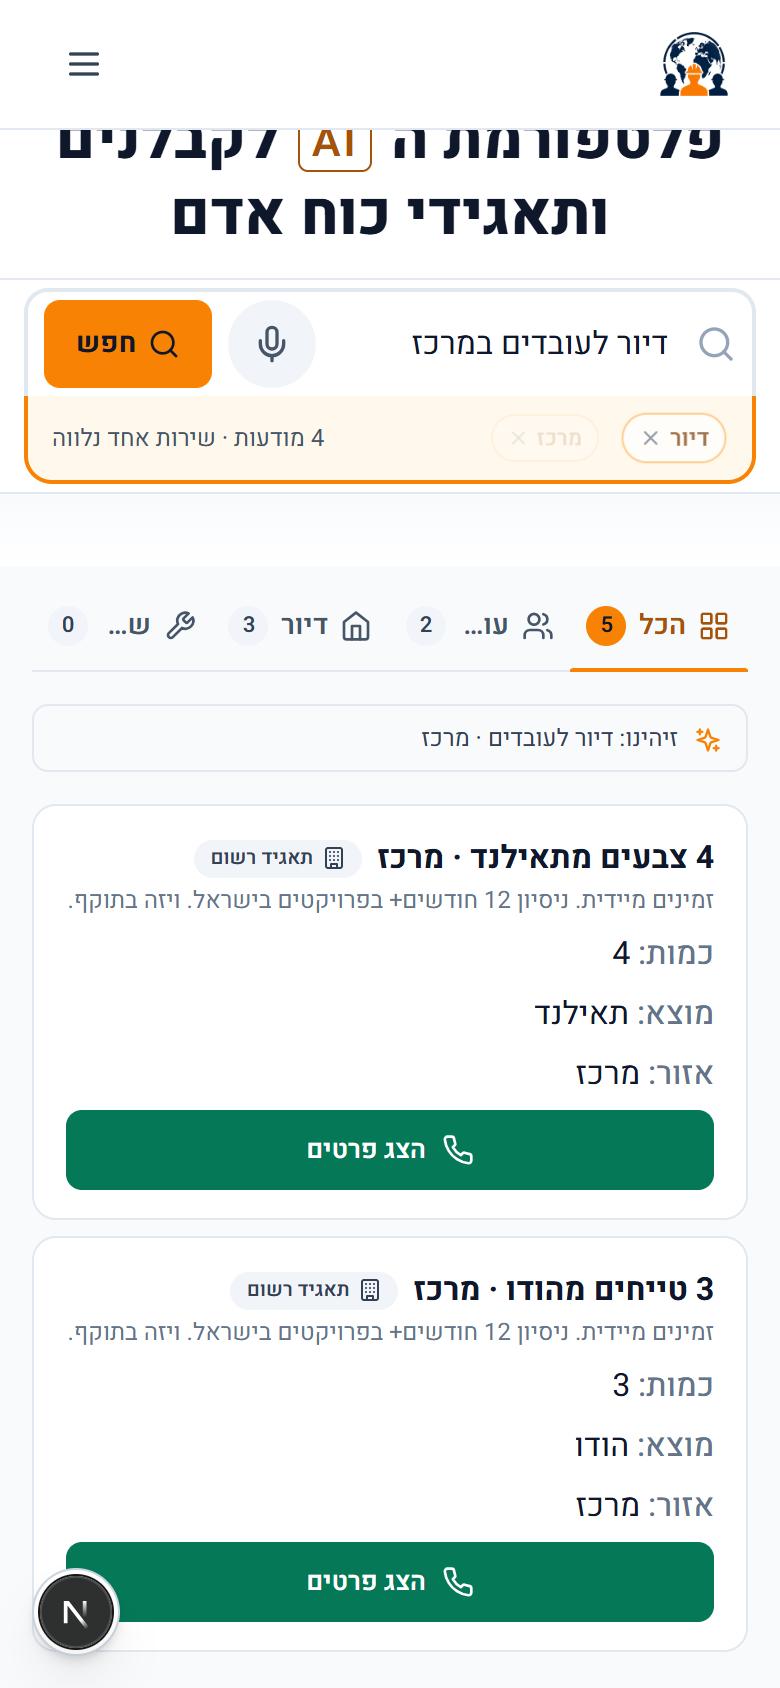 פלטפורמת ה AI לקבלנים
ותאגידי כוח אדם
דיור לעובדים במרכז
חפש
דיור
מרכז
4 מודעות · שירות אחד נלווה
הכל 5
עו... 2
דיור 3
ש... 0
זיהינו: דיור לעובדים · מרכז
4 צבעים מתאילנד · מרכז
תאגיד רשום
זמינים מיידית. ניסיון 12 חודשים+ בפרויקטים בישראל. ויזה בתוקף.
כמות: 4
מוצא: תאילנד
אזור: מרכז
הצג פרטים
3 טייחים מהודו · מרכז
תאגיד רשום
זמינים מיידית. ניסיון 12 חודשים+ בפרויקטים בישראל. ויזה בתוקף.
כמות: 3
מוצא: הודו
אזור: מרכז
הצג פרטים
N